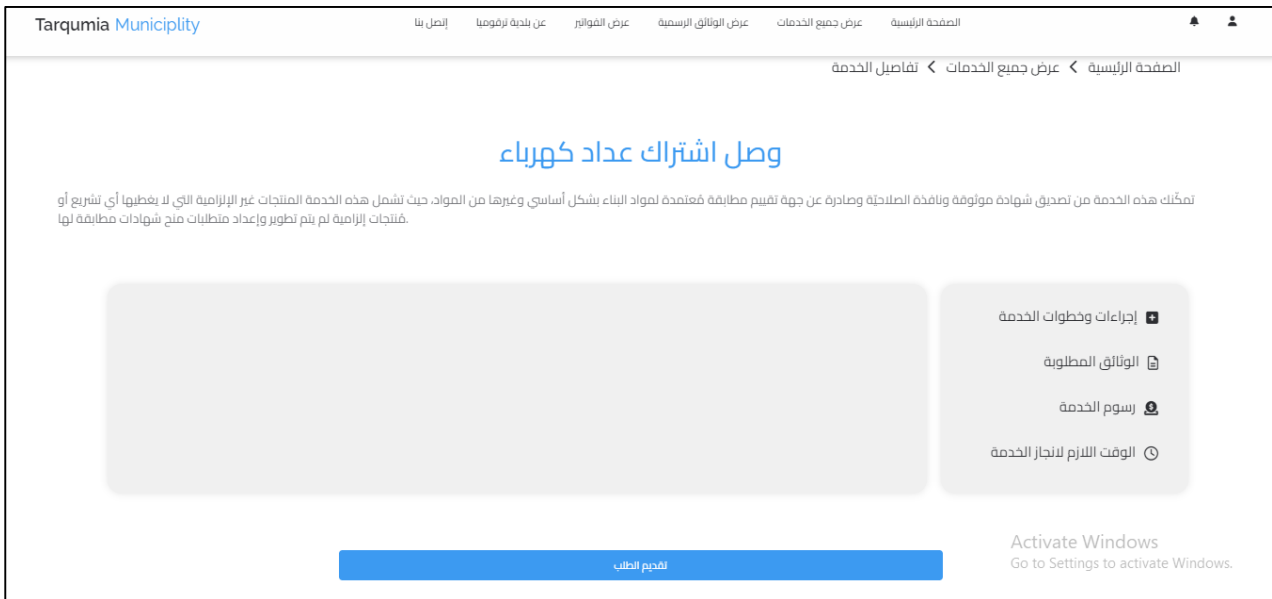 Tarqumia Municiplity
الصفحة الرئيسية
عرض جميع الخدمات
عرض الوثائق الرسمية
عرض الفواتير
عن بلدية ترقوميا
إتصل بنا
الصفحة الرئيسية > عرض جميع الخدمات > تفاصيل الخدمة
وصل اشتراك عداد كهرباء
تمكّنك هذه الخدمة من تصديق شهادة موثوقة ونافذة الصلاحيّة وصادرة عن جهة تقييم مطابقة مُعتمدة لمواد البناء بشكل أساسي وغيرها من المواد، حيث تشمل هذه الخدمة المنتجات غير الإلزامية التي لا يغطيها أي تشريع أو
مُنتجات إلزامية لم يتم تطوير وإعداد متطلبات منح شهادات مطابقة لها.
إجراءات وخطوات الخدمة
الوثائق المطلوبة
رسوم الخدمة
الوقت اللازم لانجاز الخدمة
تقديم الطلب
Activate Windows
Go to Settings to activate Windows.